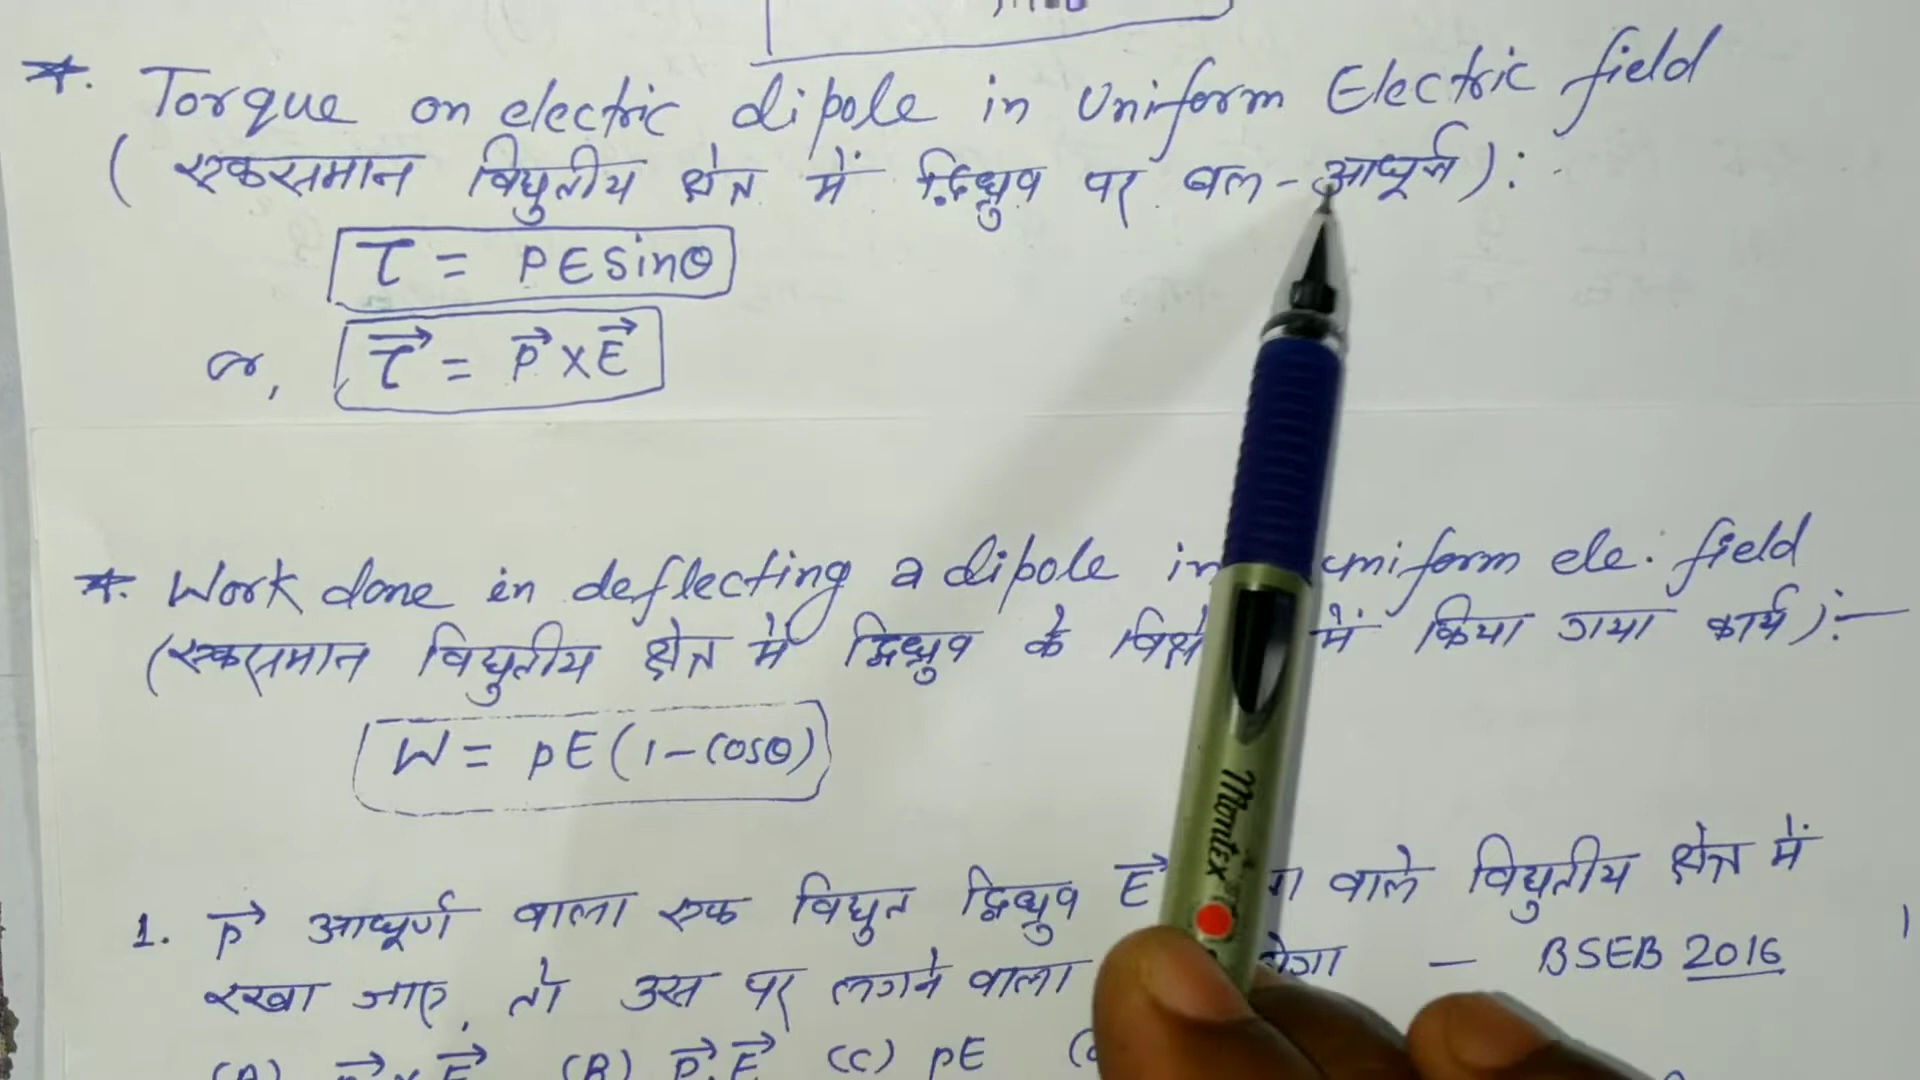 *. Torque on electric dipole in Uniform Electric field
( एकसमान विद्युतीय क्षेत्र में द्विध्रुव पर बल-आघूर्ण ):
τ = PEsinθ
or, τ⃗ = P⃗ × E⃗
*. Work done in deflecting a dipole in uniform ele. field
(एकसमान विद्युतीय क्षेत्र में द्विध्रुव के में किया गया कार्य ):-
W = pE(1-cosθ)
1. P⃗ आघूर्ण वाला एक विद्युत द्विध्रुव E⃗ वाले विद्युतीय क्षेत्र में
रखा जाए, तो उस पर लगने वाला — BSEB 2016
(A) P⃗ × E⃗ (B) P⃗.E⃗ (C) pE
Montex